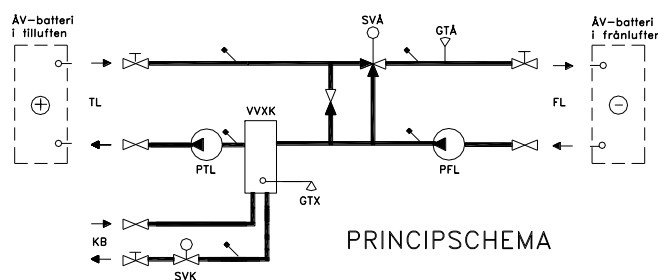 ÅV-batteri
i tilluften
SVÅ
GTÅ
ÅV-batteri
i frånluften
TL
VVXK
FL
PTL
PFL
GTX
KB
SVK
PRINCIPSCHEMA